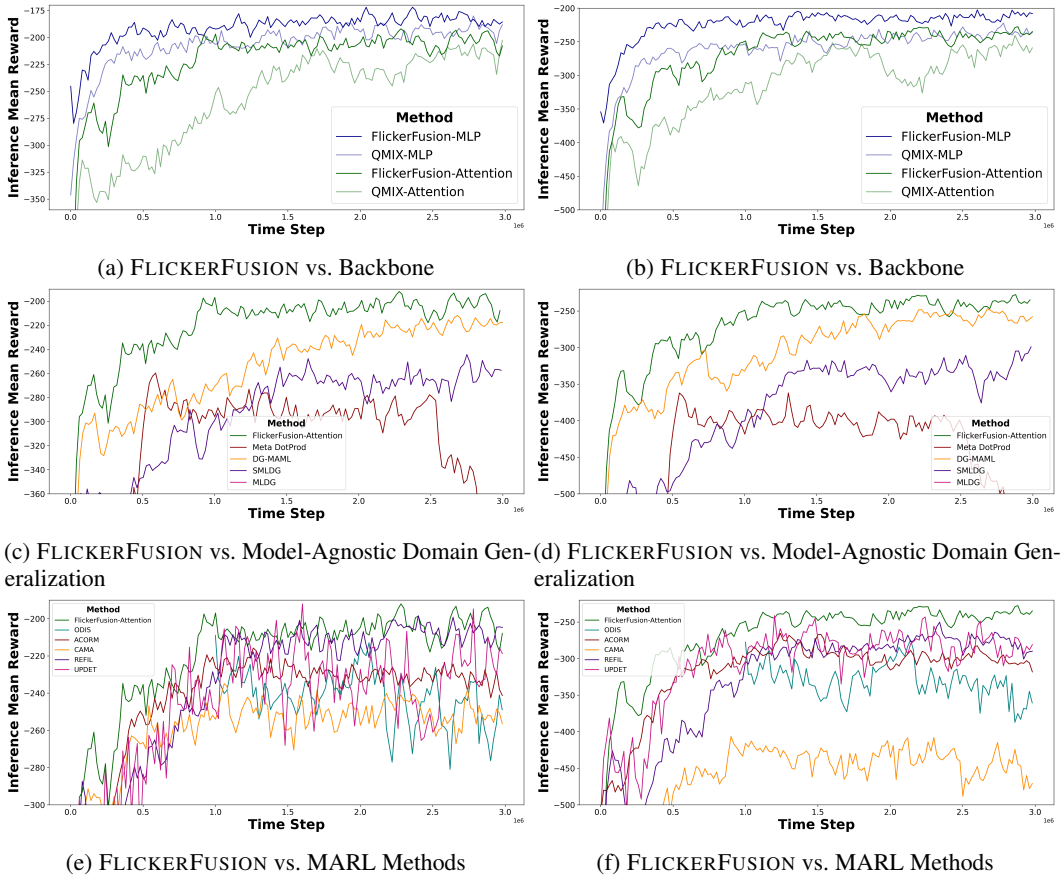 Inference Mean Reward
-175
-200
-225
-250
-275
-300
-325
-350
Method
FlickerFusion-MLP
QMIX-MLP
FlickerFusion-Attention
QMIX-Attention
0.0 0.5 1.0 1.5 2.0 2.5 3.0
1e6
Time Step
(a) FLICKERFUSION vs. Backbone
Inference Mean Reward
-200
-250
-300
-350
-400
-450
-500
Method
FlickerFusion-MLP
QMIX-MLP
FlickerFusion-Attention
QMIX-Attention
0.0 0.5 1.0 1.5 2.0 2.5 3.0
1e6
Time Step
(b) FLICKERFUSION vs. Backbone
Inference Mean Reward
-200
-220
-240
-260
-280
-300
-320
-340
-360
Method
FlickerFusion-Attention
Meta DotProd
DG-MAML
SMLDG
MLDG
0.0 0.5 1.0 1.5 2.0 2.5 3.0
1e6
Time Step
(c) FLICKERFUSION vs. Model-Agnostic Domain Gen-
eralization
Inference Mean Reward
-250
-300
-350
-400
-450
-500
Method
FlickerFusion-Attention
Meta DotProd
DG-MAML
SMLDG
MLDG
0.0 0.5 1.0 1.5 2.0 2.5 3.0
1e6
Time Step
(d) FLICKERFUSION vs. Model-Agnostic Domain Gen-
eralization
Inference Mean Reward
-200
-220
-240
-260
-280
-300
Method
FlickerFusion-Attention
ODIS
ACORM
CAMA
REFIL
UPDET
0.0 0.5 1.0 1.5 2.0 2.5 3.0
1e6
Time Step
(e) FLICKERFUSION vs. MARL Methods
Inference Mean Reward
-250
-300
-350
-400
-450
-500
Method
FlickerFusion-Attention
ODIS
ACORM
CAMA
REFIL
UPDET
0.0 0.5 1.0 1.5 2.0 2.5 3.0
1e6
Time Step
(f) FLICKERFUSION vs. MARL Methods